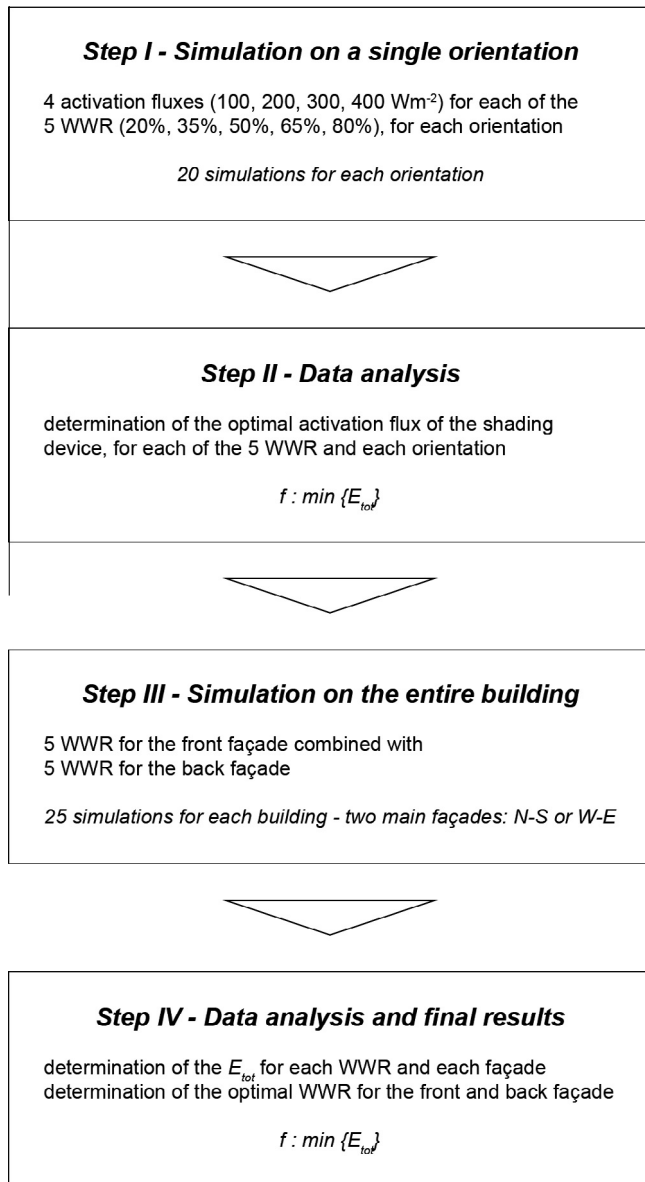 Step I - Simulation on a single orientation
4 activation fluxes (100, 200, 300, 400 Wm⁻²) for each of the
5 WWR (20%, 35%, 50%, 65%, 80%), for each orientation
20 simulations for each orientation
Step II - Data analysis
determination of the optimal activation flux of the shading
device, for each of the 5 WWR and each orientation
f : min {E_tot}
Step III - Simulation on the entire building
5 WWR for the front façade combined with
5 WWR for the back façade
25 simulations for each building - two main façades: N-S or W-E
Step IV - Data analysis and final results
determination of the E_tot for each WWR and each façade
determination of the optimal WWR for the front and back façade
f : min {E_tot}